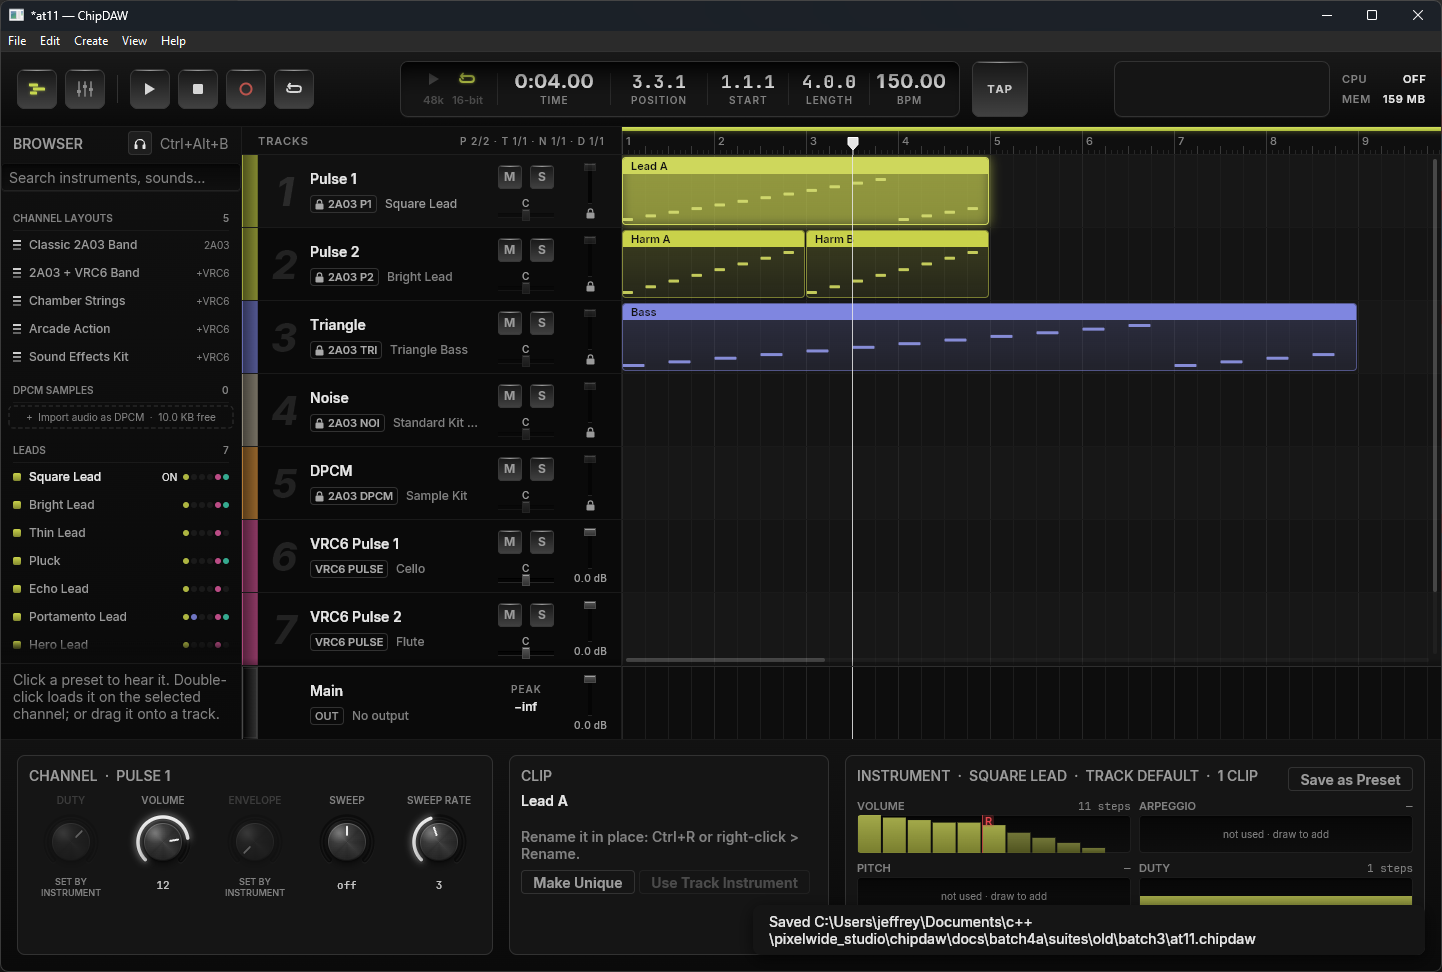 *at11 — ChipDAW
File Edit Create View Help
48k 16-bit
0:04.00 TIME
3.3.1 POSITION
1.1.1 START
4.0.0 LENGTH
150.00 BPM
TAP
CPU OFF
MEM 159 MB
BROWSER Ctrl+Alt+B
Search instruments, sounds...
CHANNEL LAYOUTS 5
Classic 2A03 Band 2A03
2A03 + VRC6 Band +VRC6
Chamber Strings +VRC6
Arcade Action +VRC6
Sound Effects Kit +VRC6
DPCM SAMPLES 0
+ Import audio as DPCM · 10.0 KB free
LEADS 7
Square Lead ON
Bright Lead
Thin Lead
Pluck
Echo Lead
Portamento Lead
Hero Lead
Click a preset to hear it. Double-
click loads it on the selected
channel; or drag it onto a track.
TRACKS P 2/2 · T 1/1 · N 1/1 · D 1/1
1 Pulse 1 M S
2A03 P1 Square Lead C
2 Pulse 2 M S
2A03 P2 Bright Lead C
3 Triangle M S
2A03 TRI Triangle Bass C
4 Noise M S
2A03 NOI Standard Kit ... C
5 DPCM M S
2A03 DPCM Sample Kit C
6 VRC6 Pulse 1 M S
VRC6 PULSE Cello C 0.0 dB
7 VRC6 Pulse 2 M S
VRC6 PULSE Flute C 0.0 dB
Main PEAK
OUT No output −inf 0.0 dB
1 2 3 4 5 6 7 8 9
Lead A
Harm A Harm B
Bass
CHANNEL · PULSE 1
DUTY VOLUME ENVELOPE SWEEP SWEEP RATE
SET BY INSTRUMENT 12 SET BY INSTRUMENT off 3
CLIP
Lead A
Rename it in place: Ctrl+R or right-click >
Rename.
Make Unique Use Track Instrument
INSTRUMENT · SQUARE LEAD · TRACK DEFAULT · 1 CLIP Save as Preset
VOLUME 11 steps ARPEGGIO –
R
not used · draw to add
PITCH – DUTY 1 steps
not used · draw to add
Saved C:\Users\jeffrey\Documents\c++
\pixelwide_studio\chipdaw\docs\batch4a\suites\old\batch3\at11.chipdaw